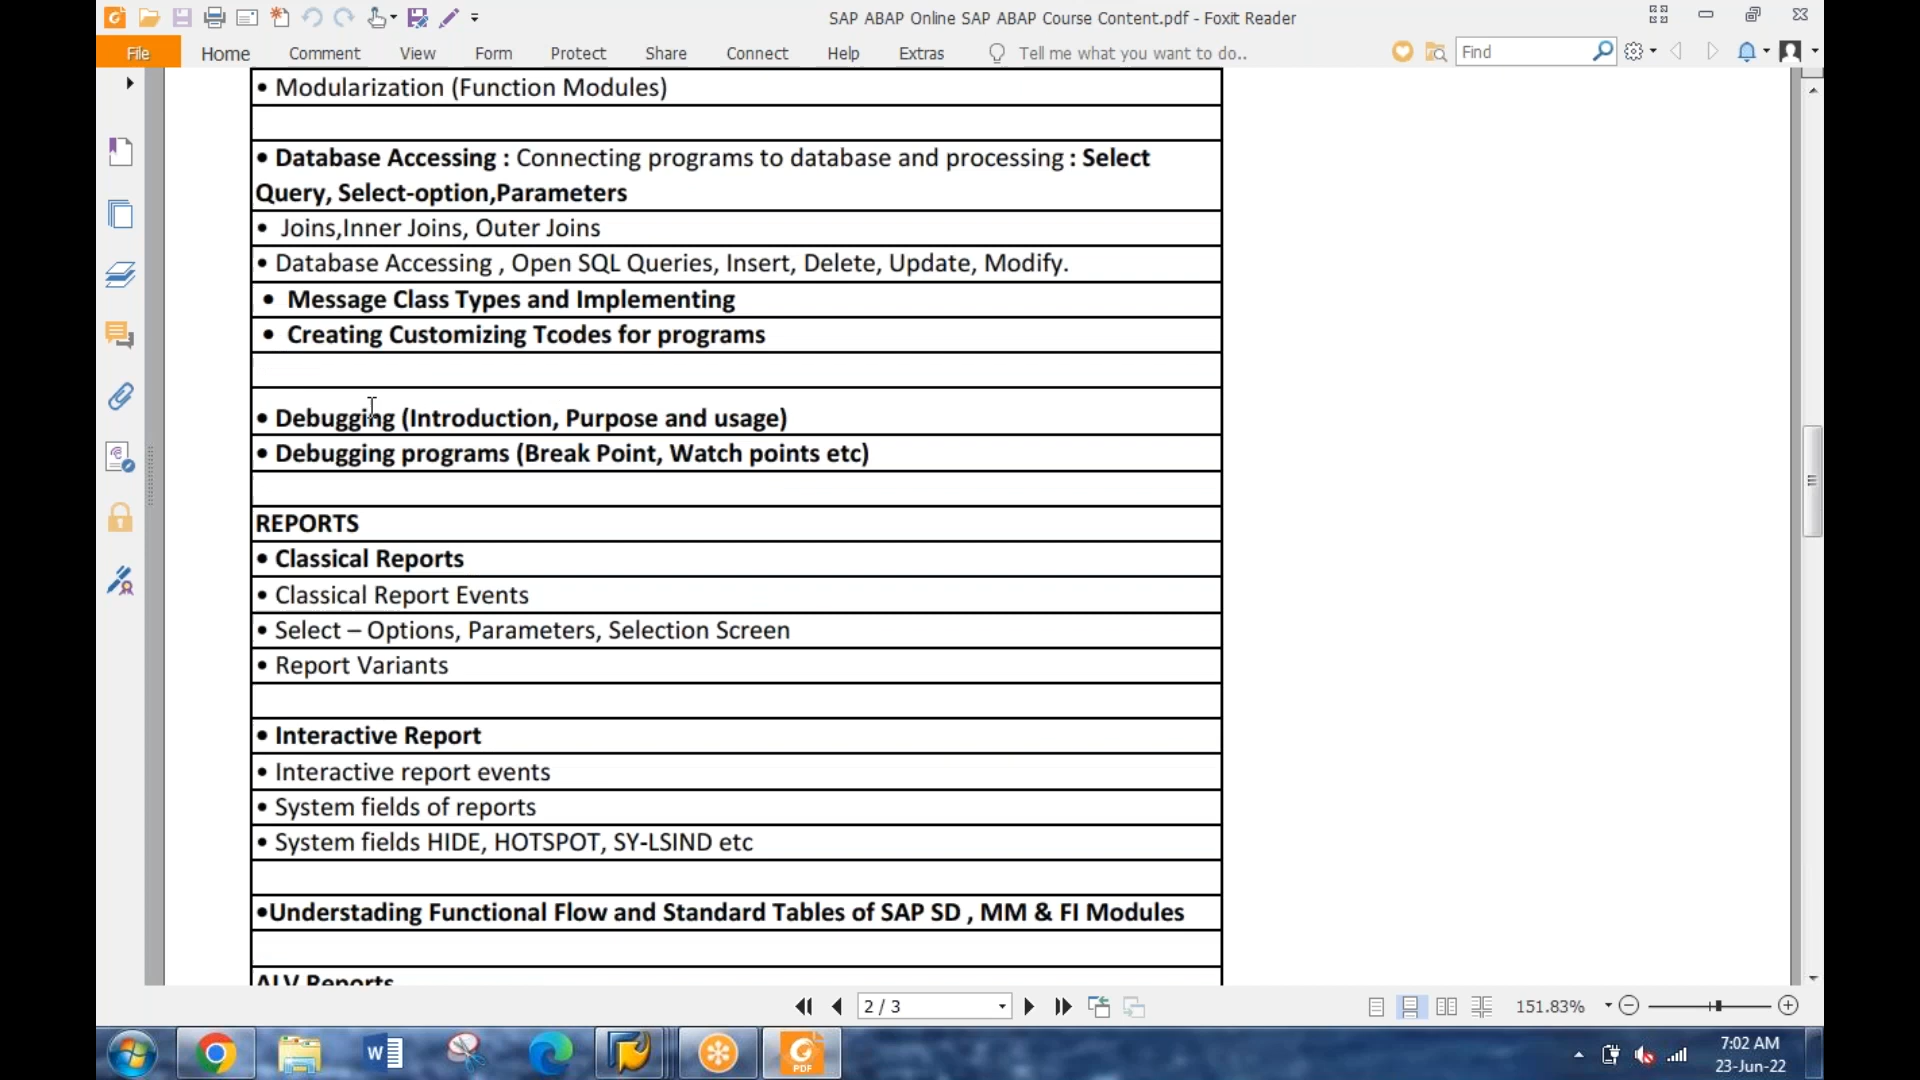 SAP ABAP Online SAP ABAP Course Content.pdf - Foxit Reader
File Home Comment View Form Protect Share Connect Help Extras Tell me what you want to do.. Find
• Modularization (Function Modules)
• Database Accessing : Connecting programs to database and processing : Select
Query, Select-option,Parameters
• Joins,Inner Joins, Outer Joins
• Database Accessing , Open SQL Queries, Insert, Delete, Update, Modify.
• Message Class Types and Implementing
• Creating Customizing Tcodes for programs
• Debugging (Introduction, Purpose and usage)
• Debugging programs (Break Point, Watch points etc)
REPORTS
• Classical Reports
• Classical Report Events
• Select – Options, Parameters, Selection Screen
• Report Variants
• Interactive Report
• Interactive report events
• System fields of reports
• System fields HIDE, HOTSPOT, SY-LSIND etc
•Understading Functional Flow and Standard Tables of SAP SD , MM & FI Modules
ALV Reports
2 / 3 151.83%
7:02 AM
PDF 23-Jun-22